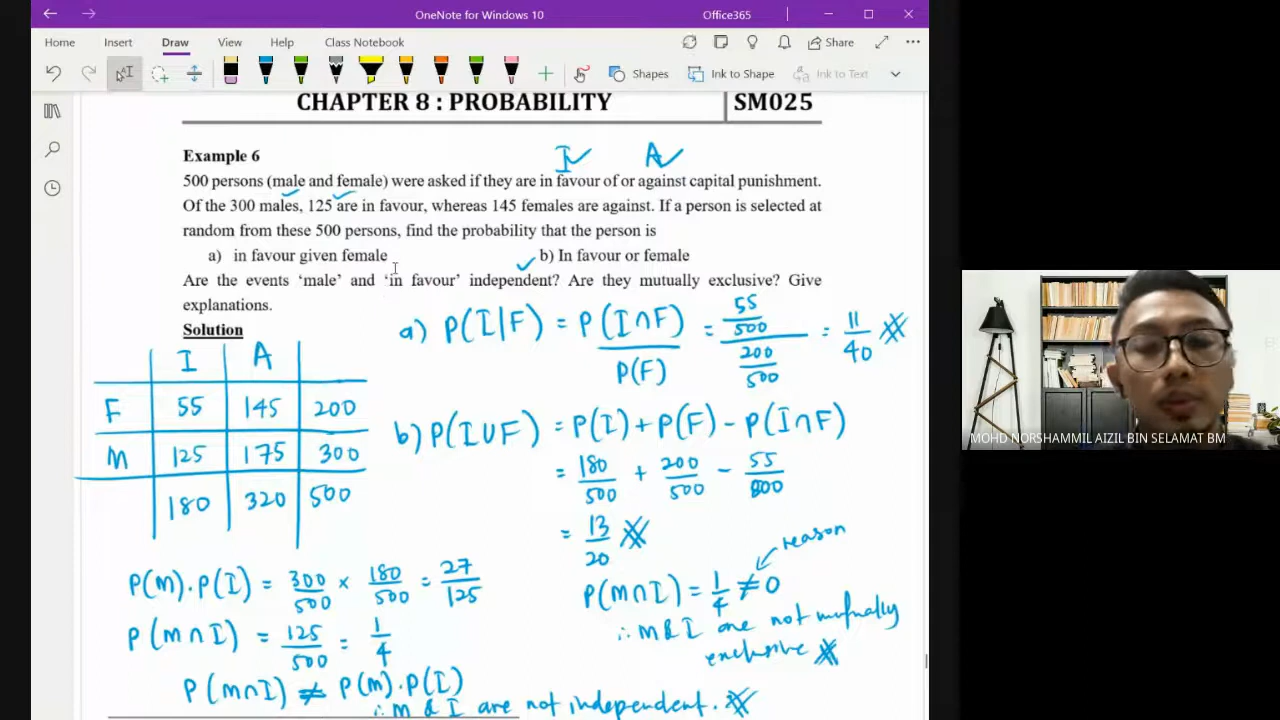 OneNote for Windows 10
Office365
Home Insert Draw View Help Class Notebook
Share
Shapes Ink to Shape Ink to Text
CHAPTER 8 : PROBABILITY SM025
Example 6
I A
500 persons (male and female) were asked if they are in favour of or against capital punishment.
Of the 300 males, 125 are in favour, whereas 145 females are against. If a person is selected at
random from these 500 persons, find the probability that the person is
a) in favour given female b) In favour or female
Are the events ‘male’ and ‘in favour’ independent? Are they mutually exclusive? Give
explanations.
Solution
I A
F 55 145 200
M 125 175 300
180 320 500
a) P(I|F) = P(I∩F)/P(F) = (55/500)/(200/500) = 11/40
b) P(I∪F) = P(I) + P(F) - P(I∩F)
= 180/500 + 200/500 - 55/500
= 13/20
P(M).P(I) = 300/500 × 180/500 = 27/125
P(M∩I) = 125/500 = 1/4
P(M∩I) ≠ P(M).P(I)
∴ M & I are not independent.
reason
P(M∩I) = 1/4 ≠ 0
∴ M & I are not mutually
exclusive
MOHD NORSHAMMIL AIZIL BIN SELAMAT BM